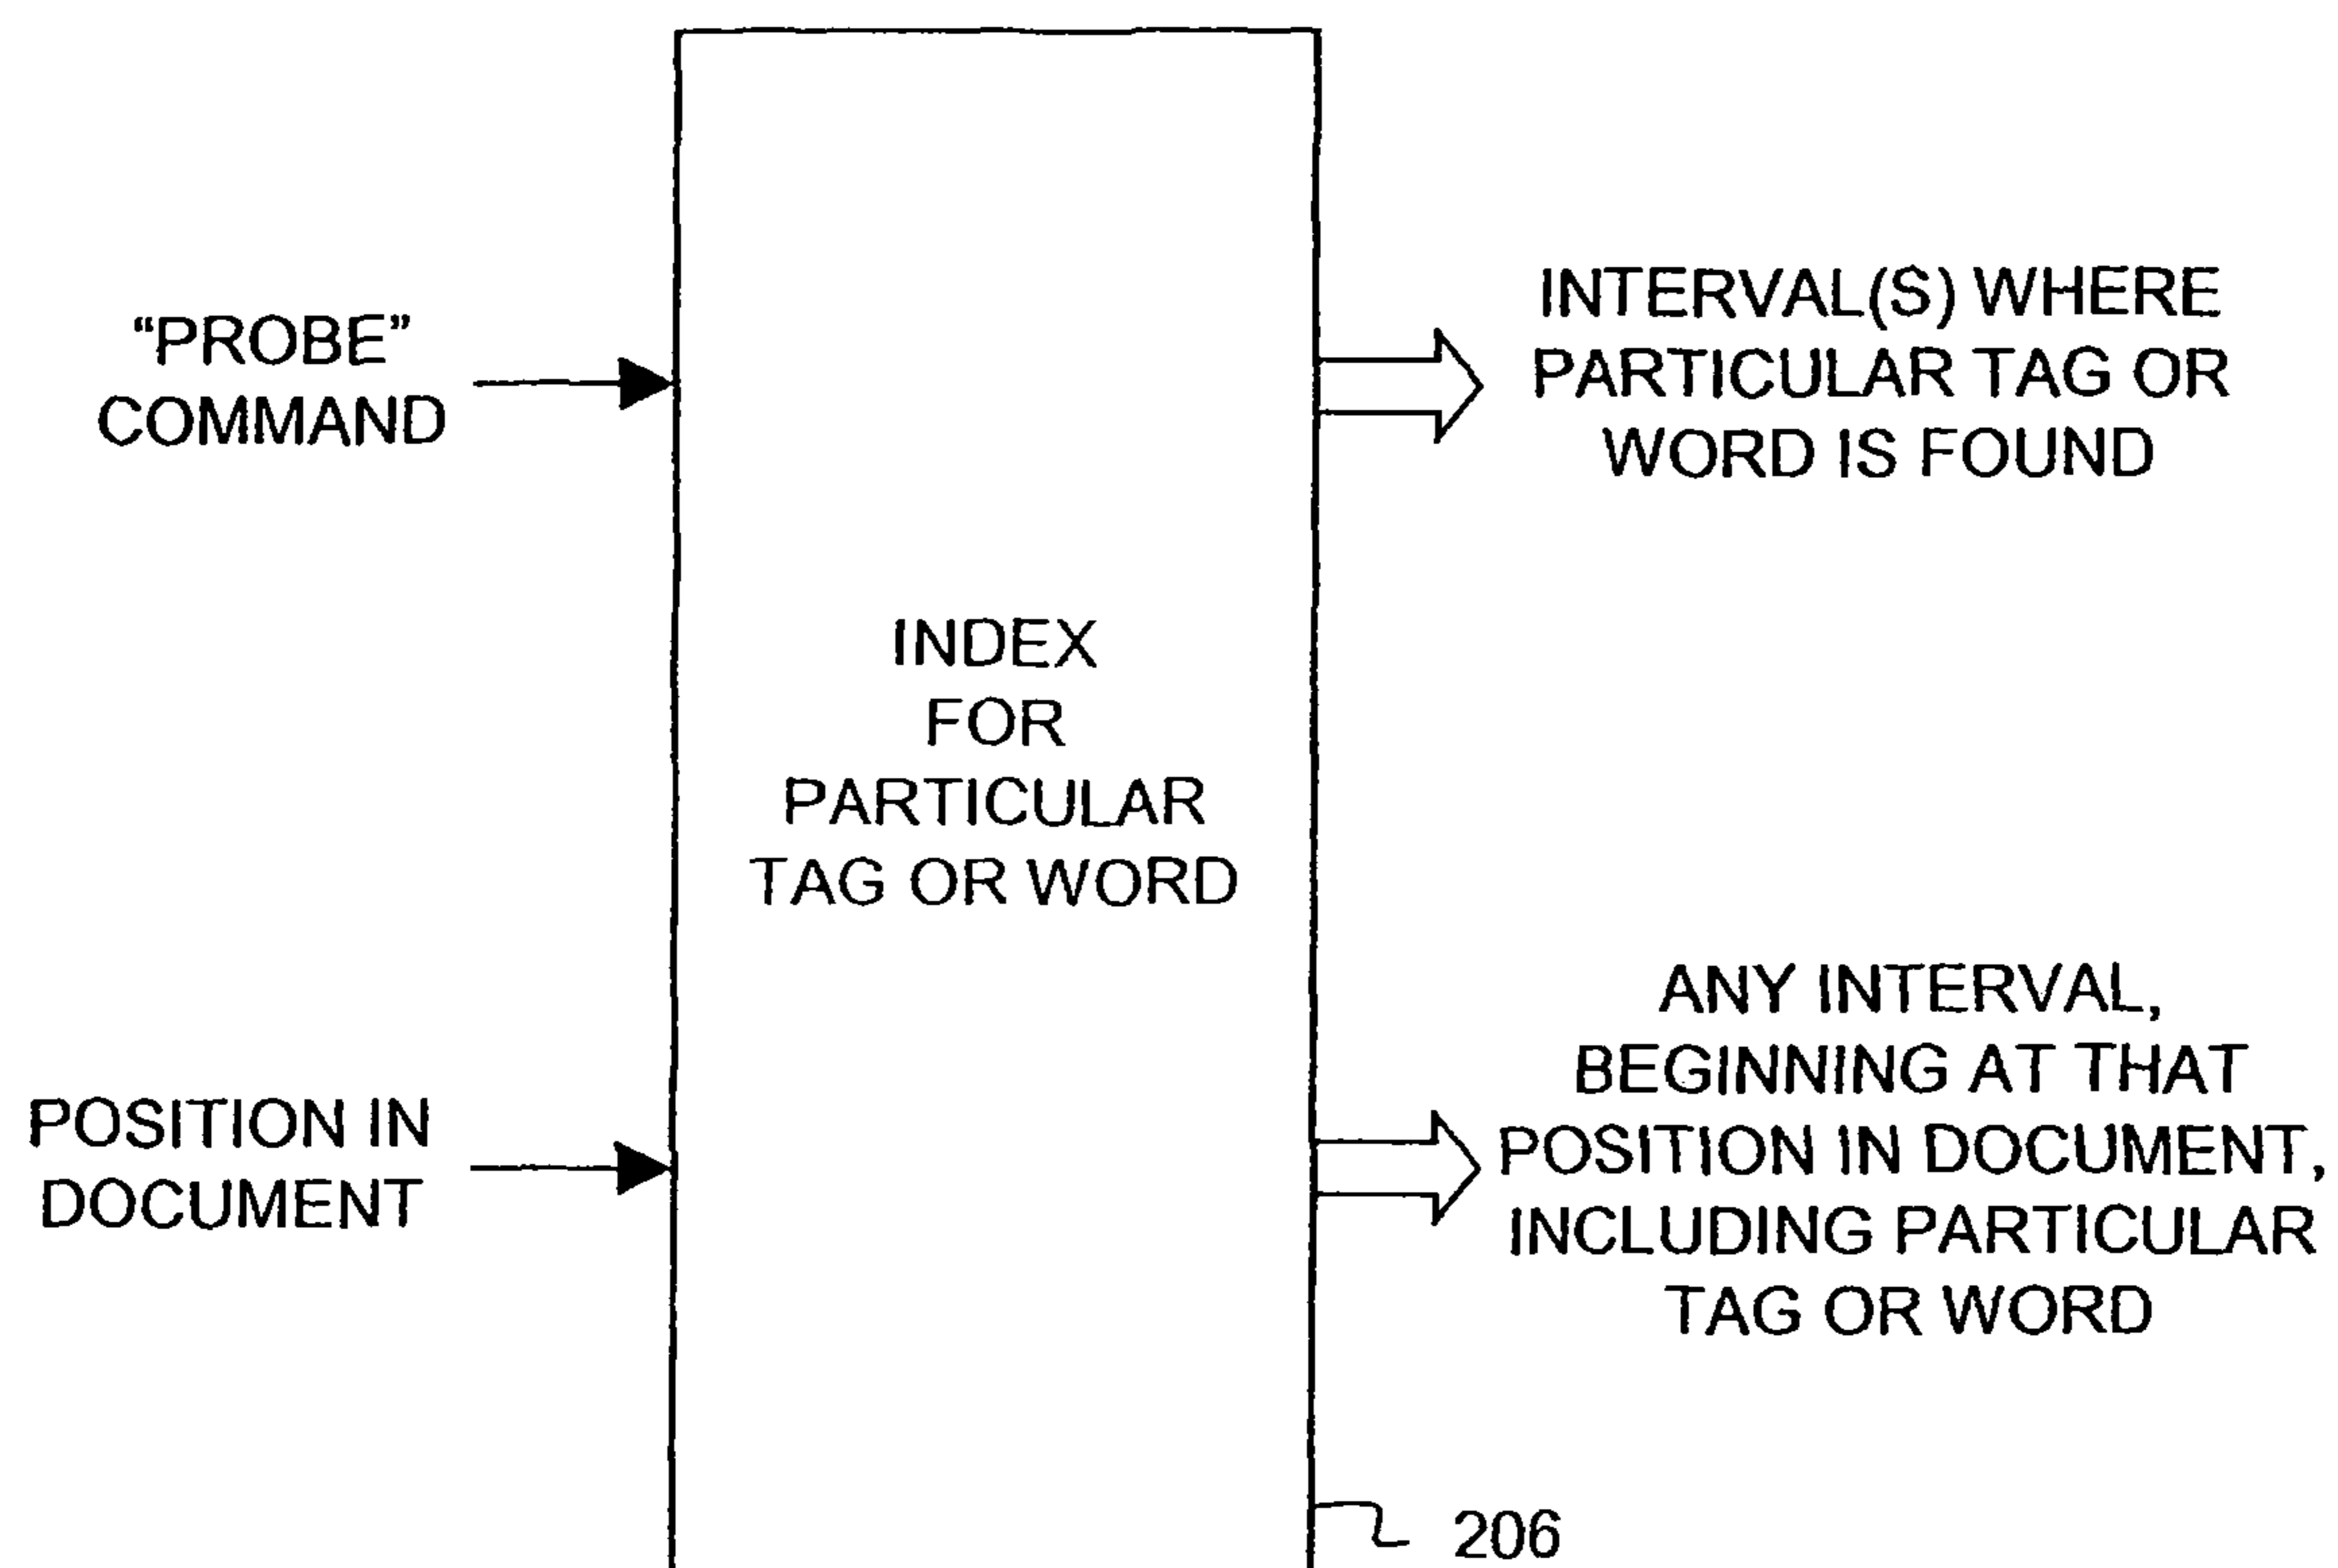 “PROBE”
COMMAND
INTERVAL(S) WHERE
PARTICULAR TAG OR
WORD IS FOUND
INDEX
FOR
PARTICULAR
TAG OR WORD
POSITION IN
DOCUMENT
ANY INTERVAL,
BEGINNING AT THAT
POSITION IN DOCUMENT,
INCLUDING PARTICULAR
TAG OR WORD
206